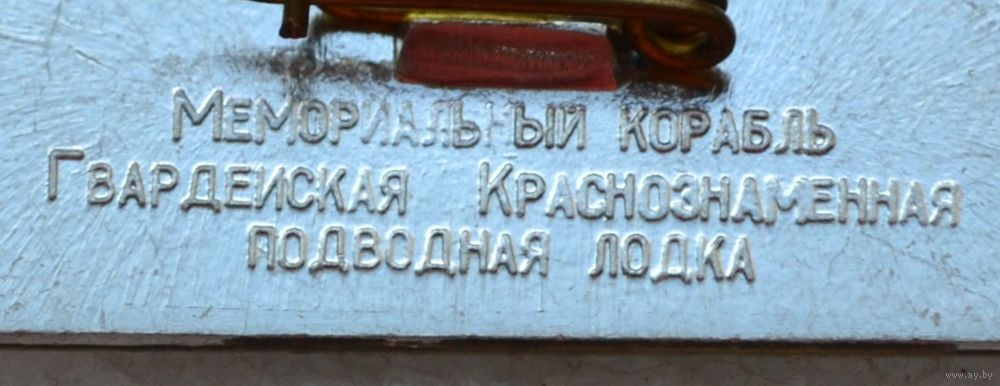 Мемориальный корабль
Гвардейская Краснознаменная
подводная лодка
www.ay.by